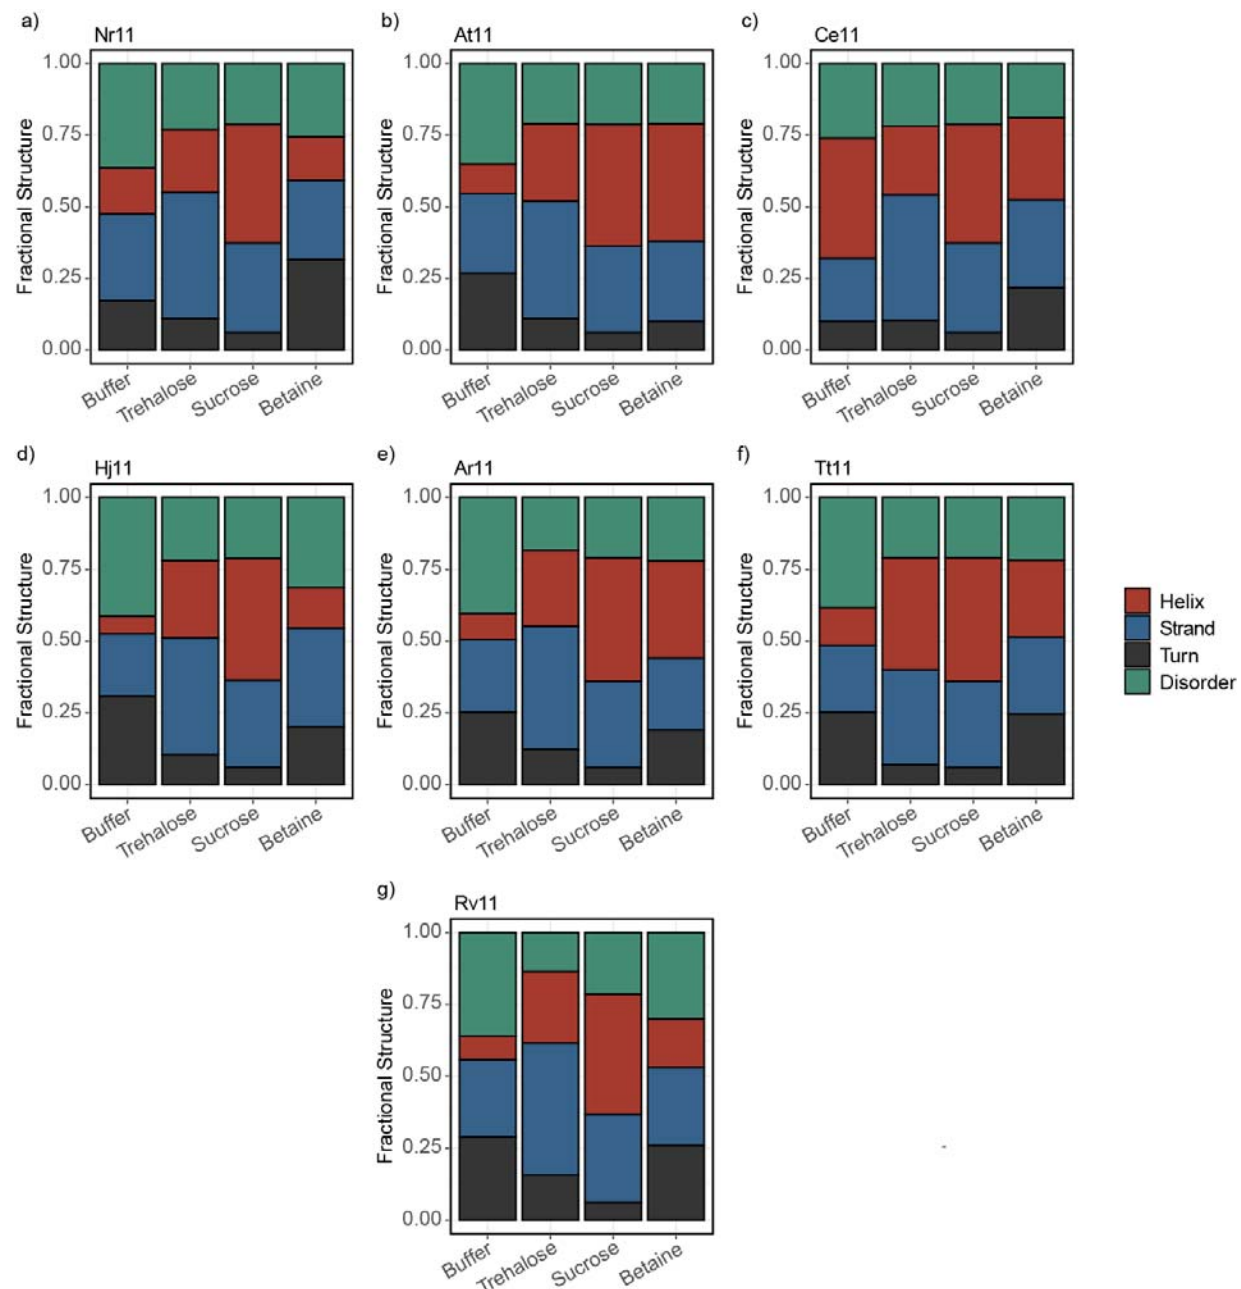 a) Nr11
1.00
0.75
0.50
0.25
0.00
Fractional Structure
Buffer Trehalose Sucrose Betaine
b) At11
1.00
0.75
0.50
0.25
0.00
Fractional Structure
Buffer Trehalose Sucrose Betaine
c) Ce11
1.00
0.75
0.50
0.25
0.00
Fractional Structure
Buffer Trehalose Sucrose Betaine
d) Hj11
1.00
0.75
0.50
0.25
0.00
Fractional Structure
Buffer Trehalose Sucrose Betaine
e) Ar11
1.00
0.75
0.50
0.25
0.00
Fractional Structure
Buffer Trehalose Sucrose Betaine
f) Tt11
1.00
0.75
0.50
0.25
0.00
Fractional Structure
Buffer Trehalose Sucrose Betaine
Helix
Strand
Turn
Disorder
g) Rv11
1.00
0.75
0.50
0.25
0.00
Fractional Structure
Buffer Trehalose Sucrose Betaine